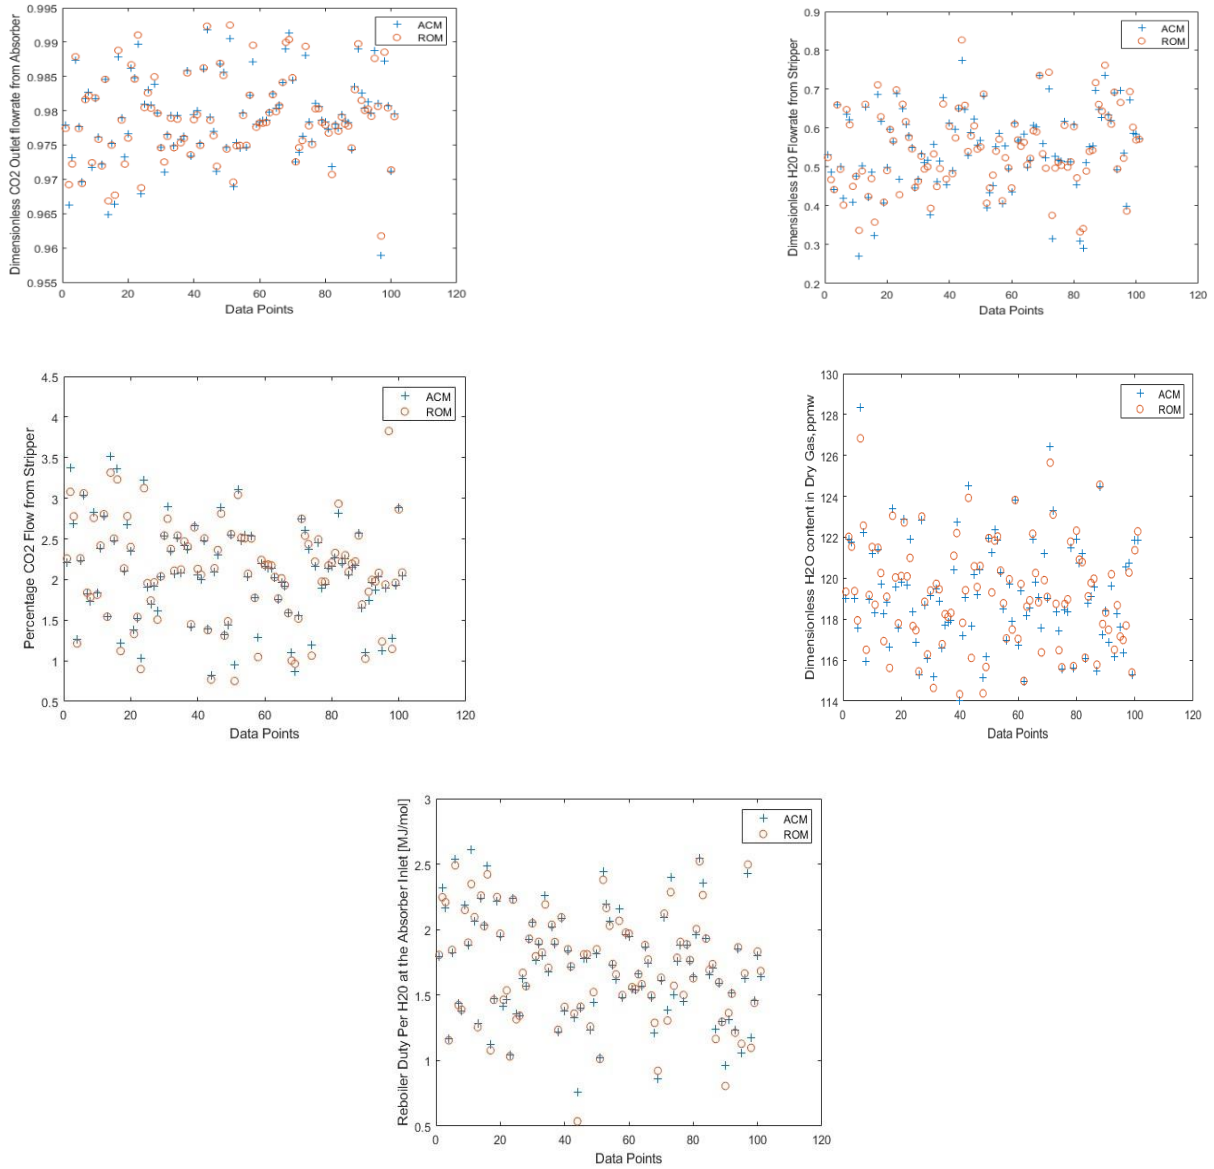 0.995
0.99
0.985
0.98
0.975
0.97
0.965
0.96
0.955
Dimensionless CO2 Outlet flowrate from Absorber
ACM
ROM
0 20 40 60 80 100 120
Data Points
0.9
0.8
0.7
0.6
0.5
0.4
0.3
0.2
Dimensionless H20 Flowrate from Stripper
ACM
ROM
0 20 40 60 80 100 120
Data Points
4.5
4
3.5
3
2.5
2
1.5
1
0.5
Percentage CO2 Flow from Stripper
ACM
ROM
0 20 40 60 80 100 120
Data Points
130
128
126
124
122
120
118
116
114
Dimensionless H2O content in Dry Gas,ppmw
ACM
ROM
0 20 40 60 80 100 120
Data Points
3
2.5
2
1.5
1
0.5
Reboiler Duty Per H20 at the Absorber Inlet [MJ/mol]
ACM
ROM
0 20 40 60 80 100 120
Data Points